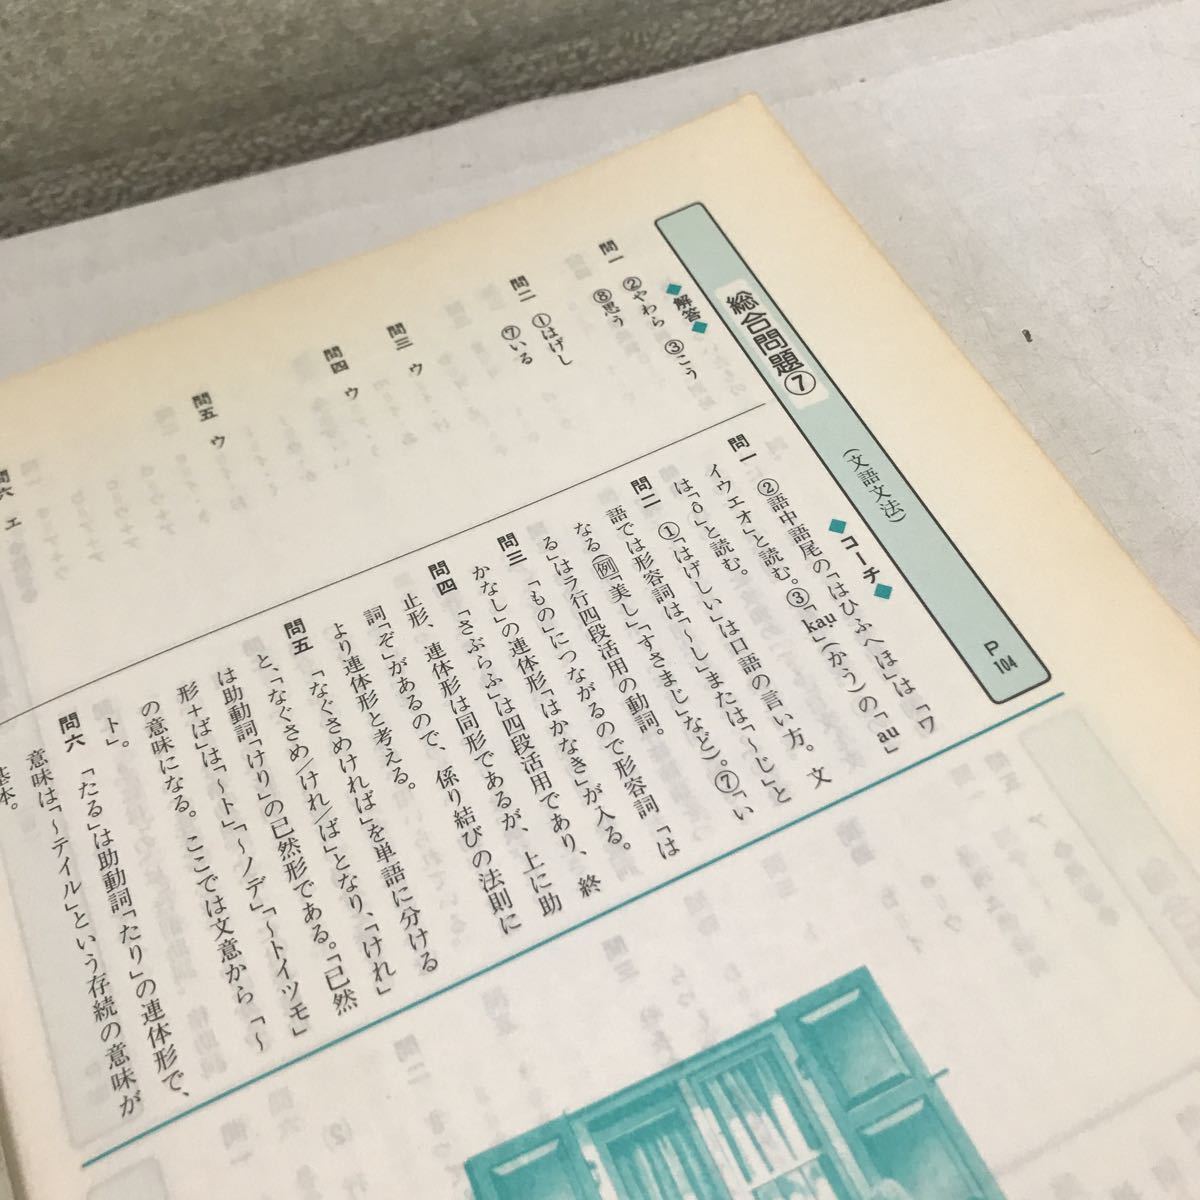 総合問題⑦
(文語文法)
P
104
◆解答◆
問一 ②やわら ③こう
⑧思う
問二 ①はげし
⑦いる
問三 ウ
問四 ウ
問五 ウ
問六 エ
◆コーチ◆
問一 ②語中語尾の「はひふへほ」は「ワ
イウエオ」と読む。③「kaụ」(かう)の「au」
は「ô」と読む。
問二 ①「はげしい」は口語の言い方。文
語では形容詞は「〜し」または「〜じ」と
なる(例「美し」「すさまじ」など)。⑦「い
る」はラ行四段活用の動詞。
問三 「もの」につながるので形容詞「は
かなし」の連体形「はかなき」が入る。
問四 「さぶらふ」は四段活用であり、終
止形、連体形は同形であるが、上に助
詞「ぞ」があるので、係り結びの法則に
より連体形と考える。
問五 「なぐさめければ」を単語に分ける
と、「なぐさめ/けれ/ば」となり、「けれ」
は助動詞「けり」の已然形である。「已然
形+ば」は「〜ト」「〜ノデ」「〜トイツモ」
の意味になる。ここでは文意から「〜
ト」。
問六 「たる」は助動詞「たり」の連体形で、
意味は「〜テイル」という存続の意味が
基本。